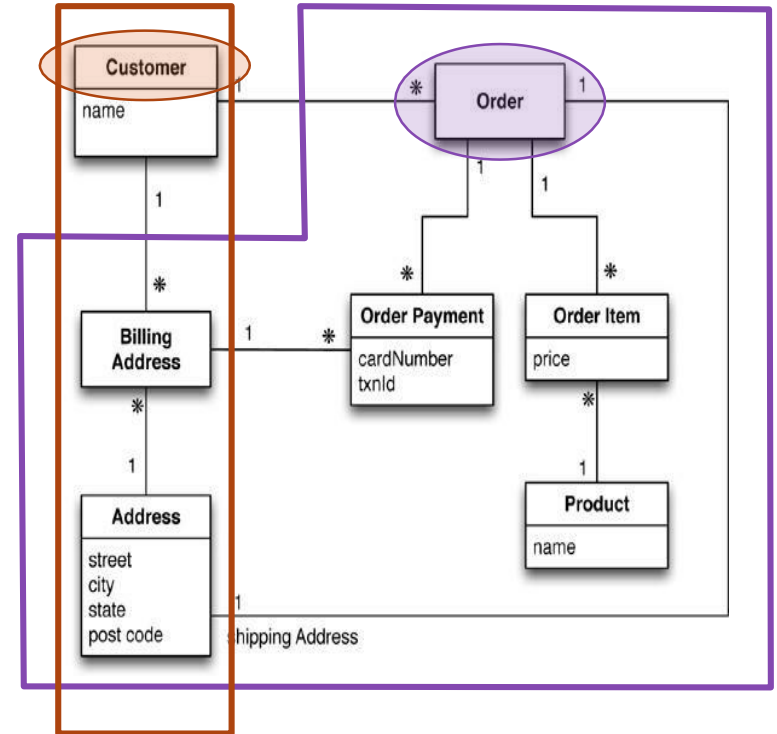 Customer
name
1
*
Order
1
1
1
1
*
*
*
Billing
Address
1
*
Order Payment
cardNumber
txnId
Order Item
price
*
1
*
1
Product
name
Address
street
city
state
post code
1
shipping Address